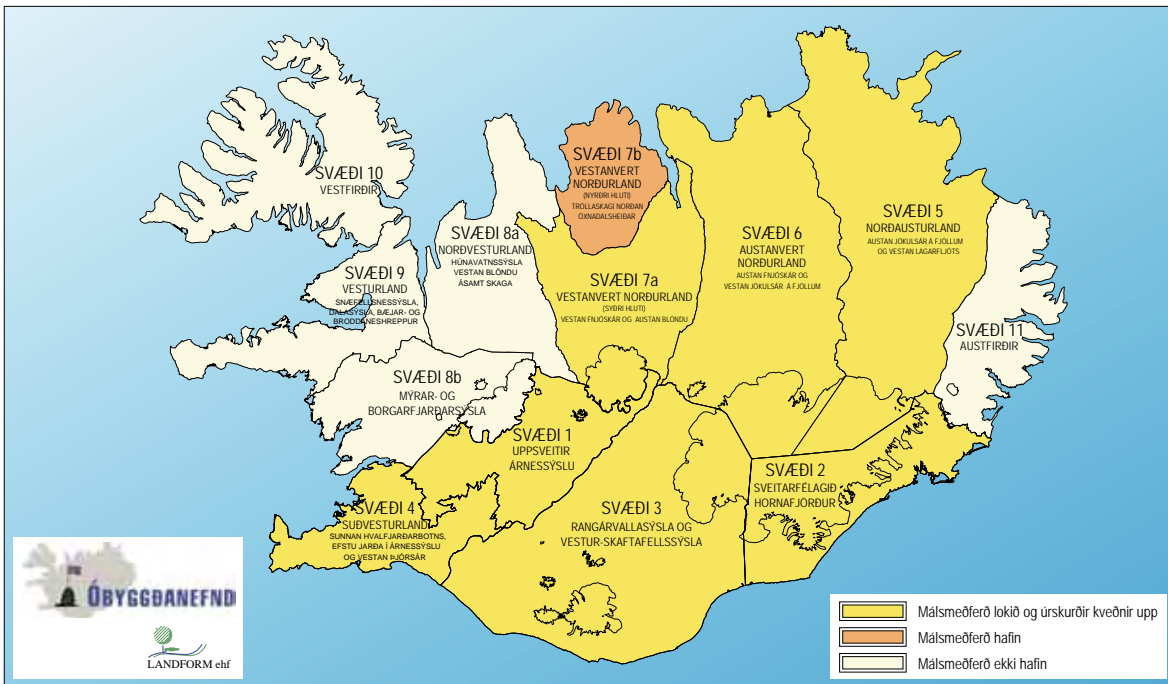 SVÆÐI 10
VESTFIRÐIR
SVÆÐI 9
VESTURLAND
SNÆFELLSNESSÝSLA,
DALASÝSLA, BÆJAR- OG
BRODDANESHREPPUR
SVÆÐI 8a
NORÐVESTURLAND
HÚNAVATNSSÝSLA
VESTAN BLÖNDU
ÁSAMT SKAGA
SVÆÐI 7b
VESTANVERT
NORÐURLAND
(NYRÐRI HLUTI)
TRÖLLASKAGI NORÐAN
ÖXNADALSHEIÐAR
SVÆÐI 7a
VESTANVERT NORÐURLAND
(SYÐRI HLUTI)
VESTAN FNJÓSKÁR OG AUSTAN BLÖNDU
SVÆÐI 6
AUSTANVERT
NORÐURLAND
AUSTAN FNJÓSKÁR OG
VESTAN JÖKULSÁR Á FJÖLLUM
SVÆÐI 5
NORÐAUSTURLAND
AUSTAN JÖKULSÁR Á FJÖLLUM
OG VESTAN LAGARFLJÓTS
SVÆÐI 11
AUSTFIRÐIR
SVÆÐI 8b
MÝRAR- OG
BORGARFJARÐARSÝSLA
SVÆÐI 1
UPPSVEITIR
ÁRNESSÝSLU
SVÆÐI 2
SVEITARFÉLAGIÐ
HORNAFJÖRÐUR
SVÆÐI 4
SUÐVESTURLAND
SUNNAN HVALFJARÐARBOTNS,
EFSTU JARÐA Í ÁRNESSÝSLU
OG VESTAN ÞJÓRSÁR
SVÆÐI 3
RANGÁRVALLASÝSLA OG
VESTUR-SKAFTAFELLSSÝSLA
ÓBYGGÐANEFND
LANDFORM ehf
Málsmeðferð lokið og úrskurðir kveðnir upp
Málsmeðferð hafin
Málsmeðferð ekki hafin